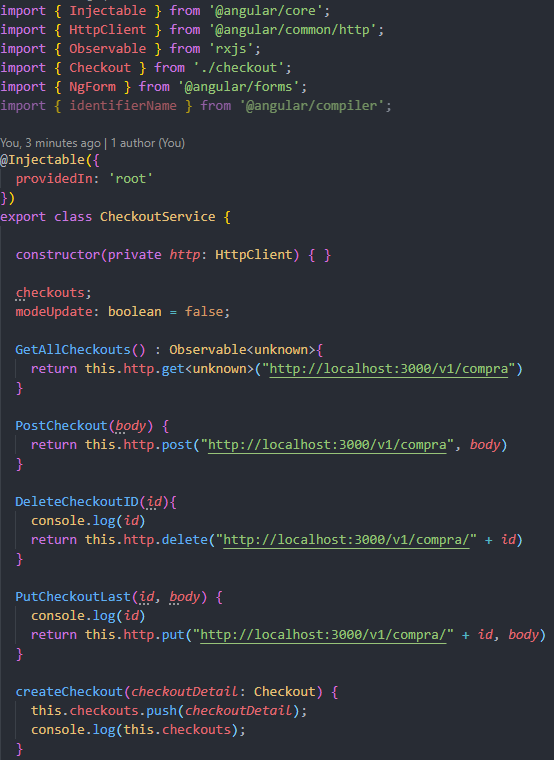 import { Injectable } from '@angular/core';
import { HttpClient } from '@angular/common/http';
import { Observable } from 'rxjs';
import { Checkout } from './checkout';
import { NgForm } from '@angular/forms';
import { identifierName } from '@angular/compiler';
You, 3 minutes ago | 1 author (You)
@Injectable({
  providedIn: 'root'
})
export class CheckoutService {
  constructor(private http: HttpClient) { }
  checkouts;
  modeUpdate: boolean = false;
  GetAllCheckouts() : Observable<unknown>{
    return this.http.get<unknown>("http://localhost:3000/v1/compra")
  }
  PostCheckout(body) {
    return this.http.post("http://localhost:3000/v1/compra", body)
  }
  DeleteCheckoutID(id){
    console.log(id)
    return this.http.delete("http://localhost:3000/v1/compra/" + id)
  }
  PutCheckoutLast(id, body) {
    console.log(id)
    return this.http.put("http://localhost:3000/v1/compra/" + id, body)
  }
  createCheckout(checkoutDetail: Checkout) {
    this.checkouts.push(checkoutDetail);
    console.log(this.checkouts);
  }